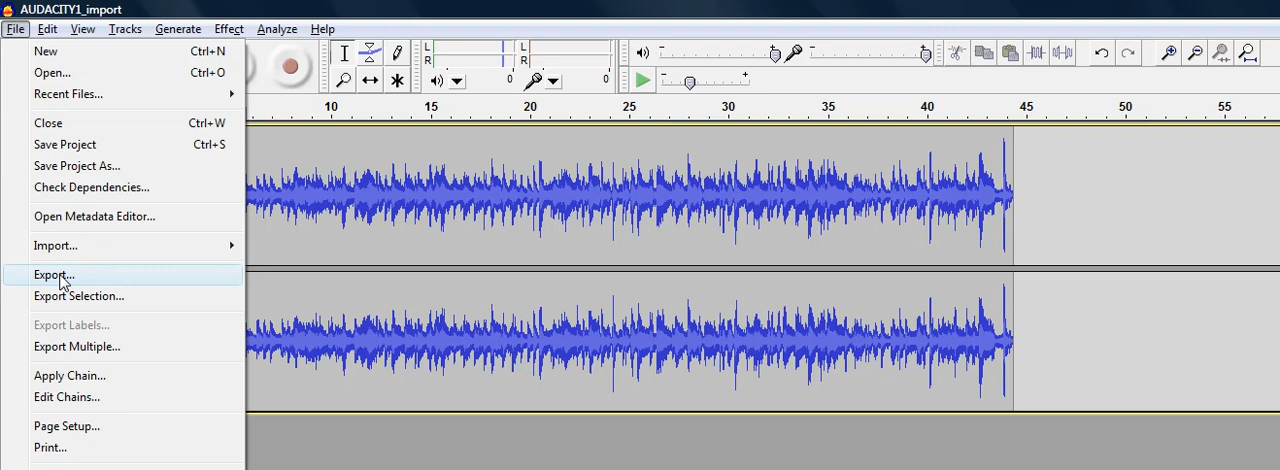 AUDACITY1_import
File Edit View Tracks Generate Effect Analyze Help
New Ctrl+N
Open... Ctrl+O
Recent Files...
Close Ctrl+W
Save Project Ctrl+S
Save Project As...
Check Dependencies...
Open Metadata Editor...
Import...
Export...
Export Selection...
Export Labels...
Export Multiple...
Apply Chain...
Edit Chains...
Page Setup...
Print...
L L
R R
0 0
- + - +
- +
10 15 20 25 30 35 40 45 50 55